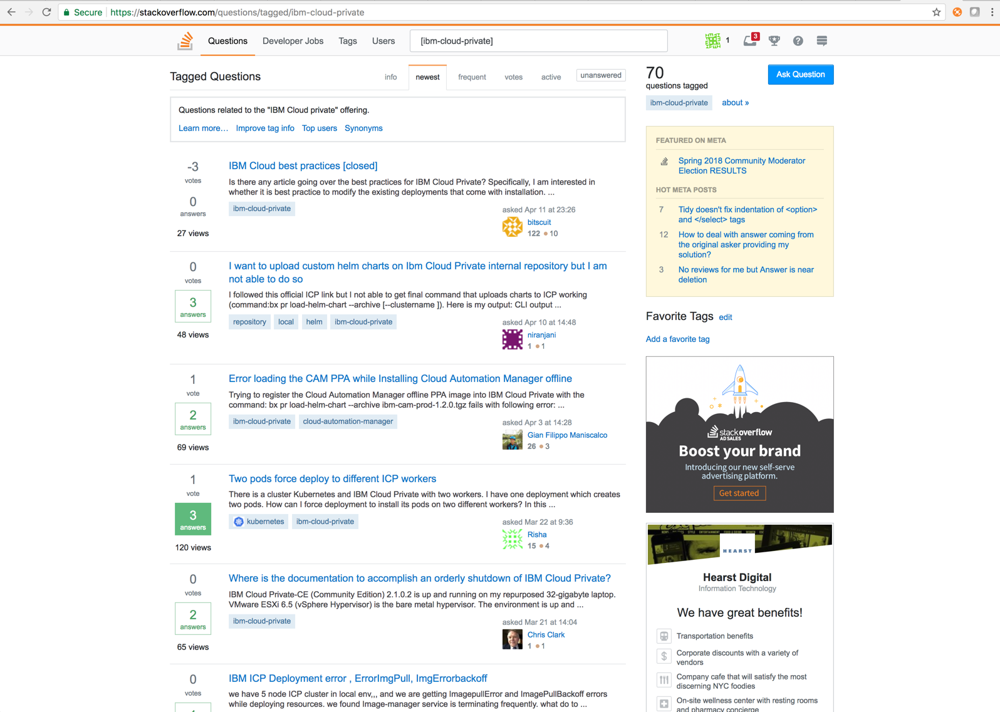 Secure https://stackoverflow.com/questions/tagged/ibm-cloud-private
Questions Developer Jobs Tags Users [ibm-cloud-private] 1 3
Tagged Questions info newest frequent votes active unanswered
Questions related to the "IBM Cloud private" offering.
Learn more… Improve tag info Top users Synonyms
-3
votes
0
answers
27 views
IBM Cloud best practices [closed]
Is there any article going over the best practices for IBM Cloud Private? Specifically, I am interested in
whether it is best practice to modify the existing deployments that come with installation. ...
ibm-cloud-private
asked Apr 11 at 23:26
bitscuit
122 ●10
0
votes
3
answers
48 views
I want to upload custom helm charts on Ibm Cloud Private internal repository but I am
not able to do so
I followed this official ICP link but I not able to get final command that uploads charts to ICP working
(command:bx pr load-helm-chart --archive [--clustername ]). Here is my output: CLI output ...
repository local helm ibm-cloud-private
asked Apr 10 at 14:48
niranjani
1 ●1
1
vote
2
answers
69 views
Error loading the CAM PPA while Installing Cloud Automation Manager offline
Trying to register the Cloud Automation Manager offline PPA image into IBM Cloud Private with the
command: bx pr load-helm-chart --archive ibm-cam-prod-1.2.0.tgz fails with following error: ...
ibm-cloud-private cloud-automation-manager
asked Apr 3 at 14:28
Gian Filippo Maniscalco
26 ●3
1
vote
3
answers
120 views
Two pods force deploy to different ICP workers
There is a cluster Kubernetes and IBM Cloud Private with two workers. I have one deployment which creates
two pods. How can I force deployment to install its pods on two different workers? In this ...
kubernetes ibm-cloud-private
asked Mar 22 at 9:36
Risha
15 ●4
0
votes
2
answers
65 views
Where is the documentation to accomplish an orderly shutdown of IBM Cloud Private?
IBM Cloud Private-CE (Community Edition) 2.1.0.2 is up and running on my repurposed 32-gigabyte laptop.
VMware ESXi 6.5 (vSphere Hypervisor) is the bare metal hypervisor. The environment is up and ...
ibm-cloud-private
asked Mar 21 at 14:04
Chris Clark
1 ●1
0
votes
IBM ICP Deployment error , ErrorImgPull, ImgErrorbackoff
we have 5 node ICP cluster in local env,,, and we are getting ImagepullError and ImagePullBackoff errors
while deploying resources. we found Image-manager service is terminating frequently. what do to ...
70
questions tagged
Ask Question
ibm-cloud-private about »
FEATURED ON META
Spring 2018 Community Moderator
Election RESULTS
HOT META POSTS
7 Tidy doesn't fix indentation of <option>
and </select> tags
12 How to deal with answer coming from
the original asker providing my
solution?
3 No reviews for me but Answer is near
deletion
Favorite Tags edit
Add a favorite tag
stackoverflow
AD SALES
Boost your brand
Introducing our new self-serve
advertising platform.
Get started
HEARST
Hearst Digital
Information Technology
We have great benefits!
Transportation benefits
Corporate discounts with a variety of
vendors
Company cafe that will satisfy the most
discerning NYC foodies
On-site wellness center with resting rooms
and pharmacy concierge